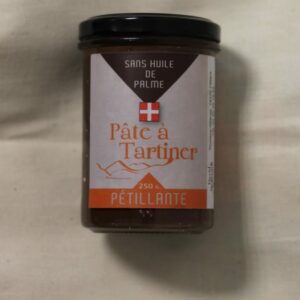 SANS HUILE
DE
PALME
Pâte à
Tartiner
250 g
PÉTILLANTE